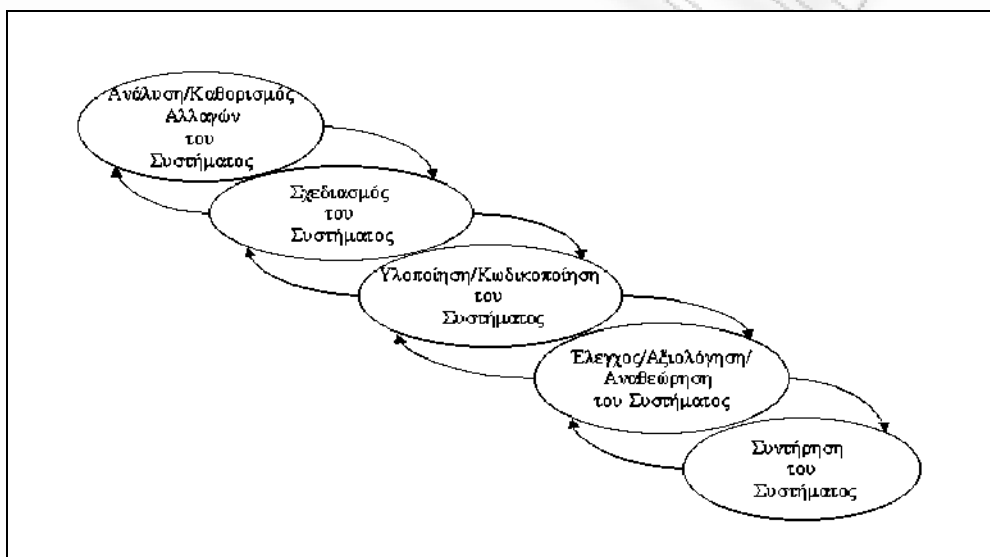 Ανάλυση/Καθορισμός
Αλλαγών
του
Συστήματος
Σχεδιασμός
του
Συστήματος
Υλοποίηση/Κωδικοποίηση
του
Συστήματος
Έλεγχος/Αξιολόγηση/
Αναθεώρηση
του Συστήματος
Συντήρηση
του
Συστήματος